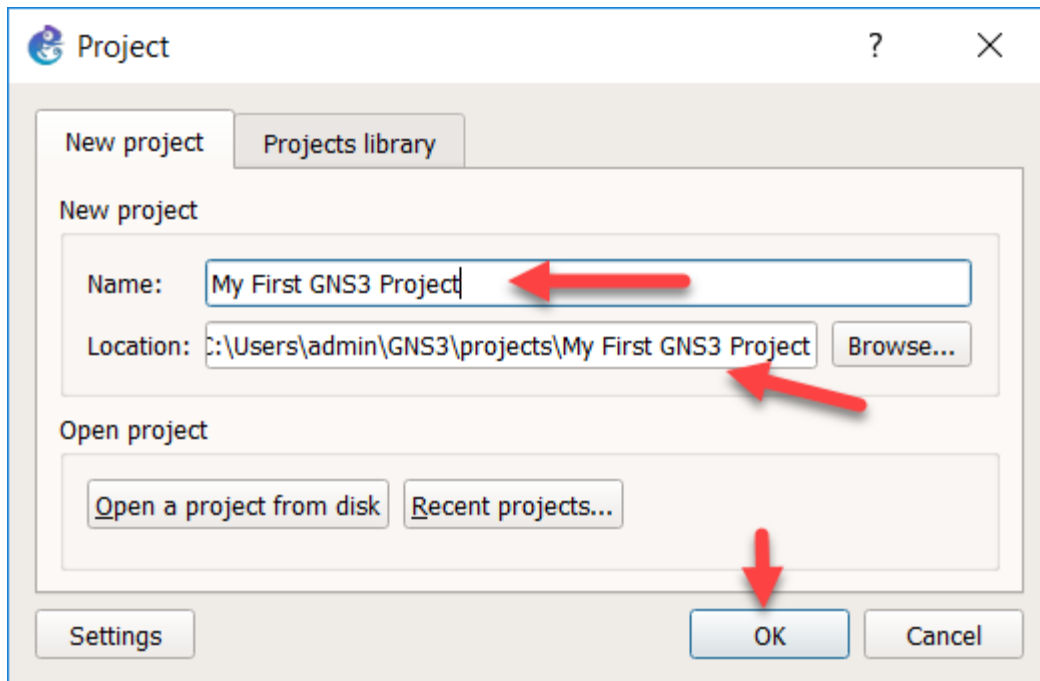 Project
New project
Projects library
New project
Name: My First GNS3 Project
Location: C:\Users\admin\GNS3\projects\My First GNS3 Project Browse...
Open project
Open a project from disk Recent projects...
Settings OK Cancel